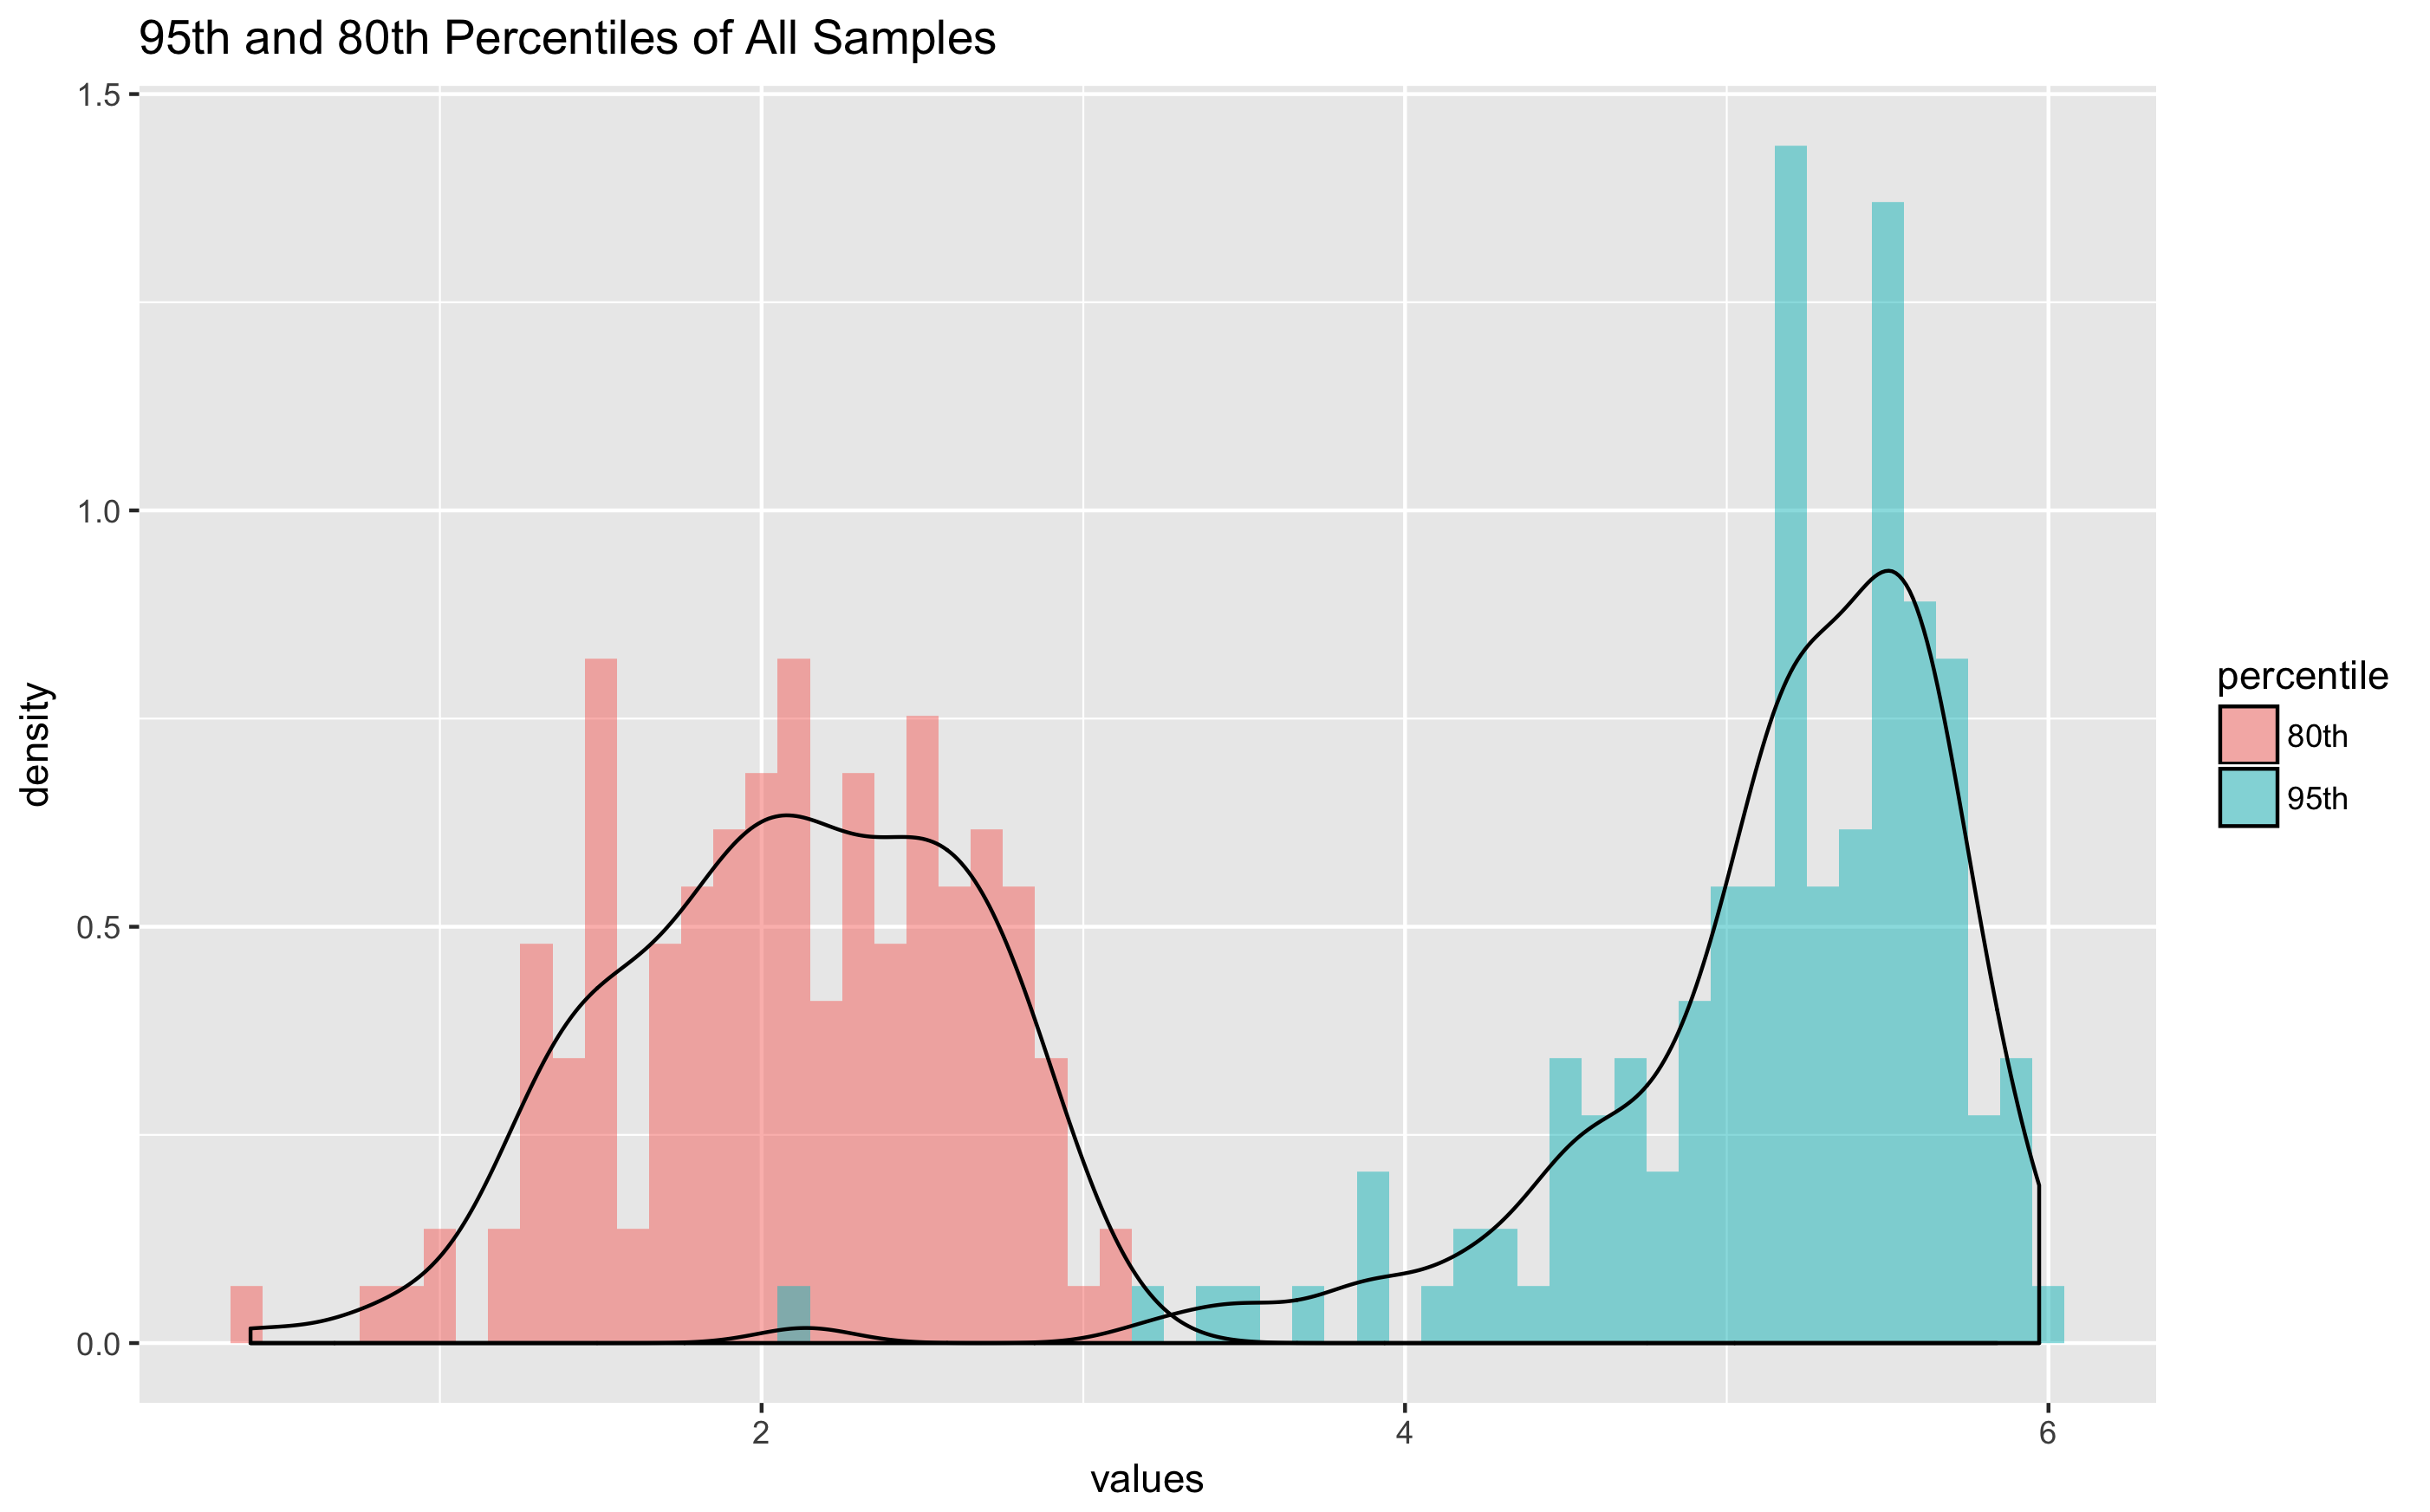 95th and 80th Percentiles of All Samples
1.5
1.0
0.5
0.0
density
2
4
6
values
percentile
80th
95th